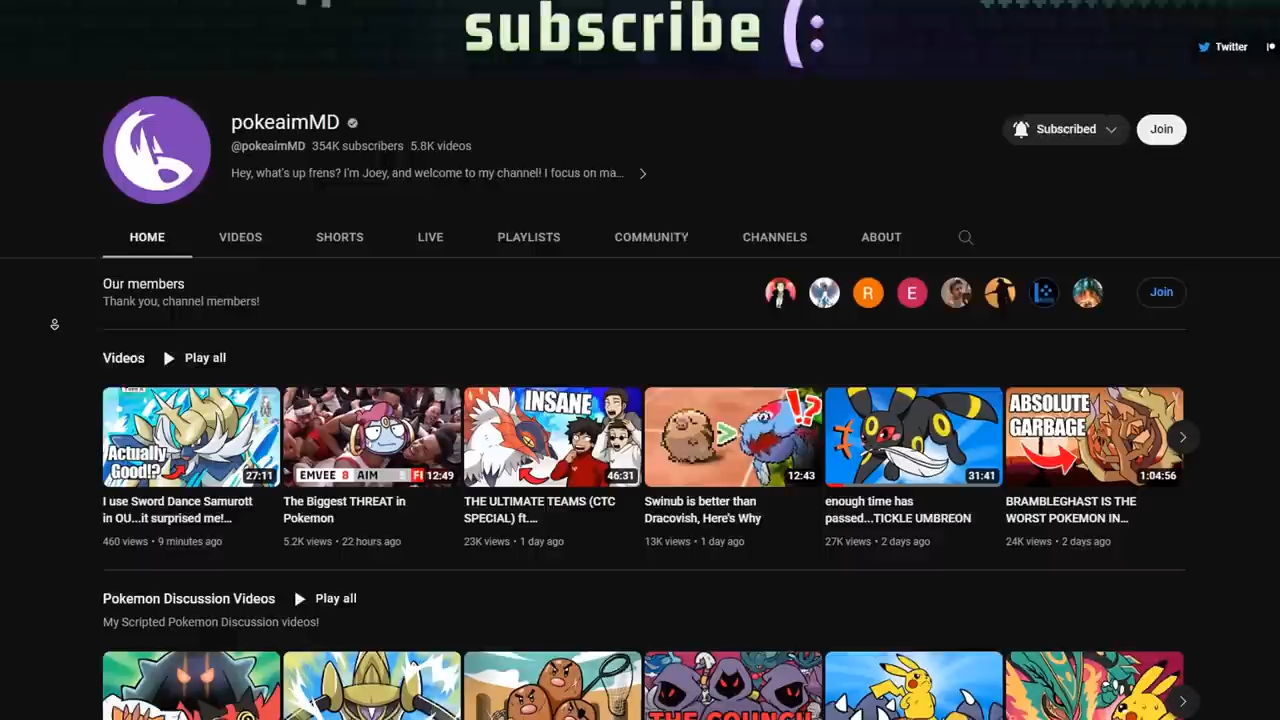 subscribe (:
Twitter
pokeaimMD
@pokeaimMD 354K subscribers 5.8K videos
Hey, what's up frens? I'm Joey, and welcome to my channel! I focus on ma...
Subscribed
Join
HOME VIDEOS SHORTS LIVE PLAYLISTS COMMUNITY CHANNELS ABOUT
Our members
Thank you, channel members!
R
E
Join
Videos
Play all
Actually
Good!?
27:11
EMVEE 8 AIM
12:49
INSANE
46:31
!?
12:43
31:41
ABSOLUTE
GARBAGE
1:04:56
I use Sword Dance Samurott
in OU...it surprised me!...
460 views • 9 minutes ago
The Biggest THREAT in
Pokemon
5.2K views • 22 hours ago
THE ULTIMATE TEAMS (CTC
SPECIAL) ft....
23K views • 1 day ago
Swinub is better than
Dracovish, Here's Why
13K views • 1 day ago
enough time has
passed...TICKLE UMBREON
27K views • 2 days ago
BRAMBLEGHAST IS THE
WORST POKEMON IN...
24K views • 2 days ago
Pokemon Discussion Videos
Play all
My Scripted Pokemon Discussion videos!